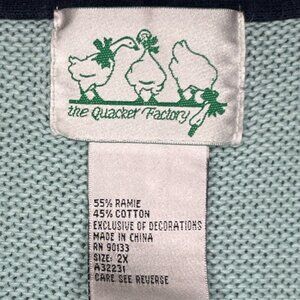 the Quacker Factory
55% RAMIE
45% COTTON
EXCLUSIVE OF DECORATIONS
MADE IN CHINA
RN 90133
SIZE: 2X
A32231
CARE SEE REVERSE